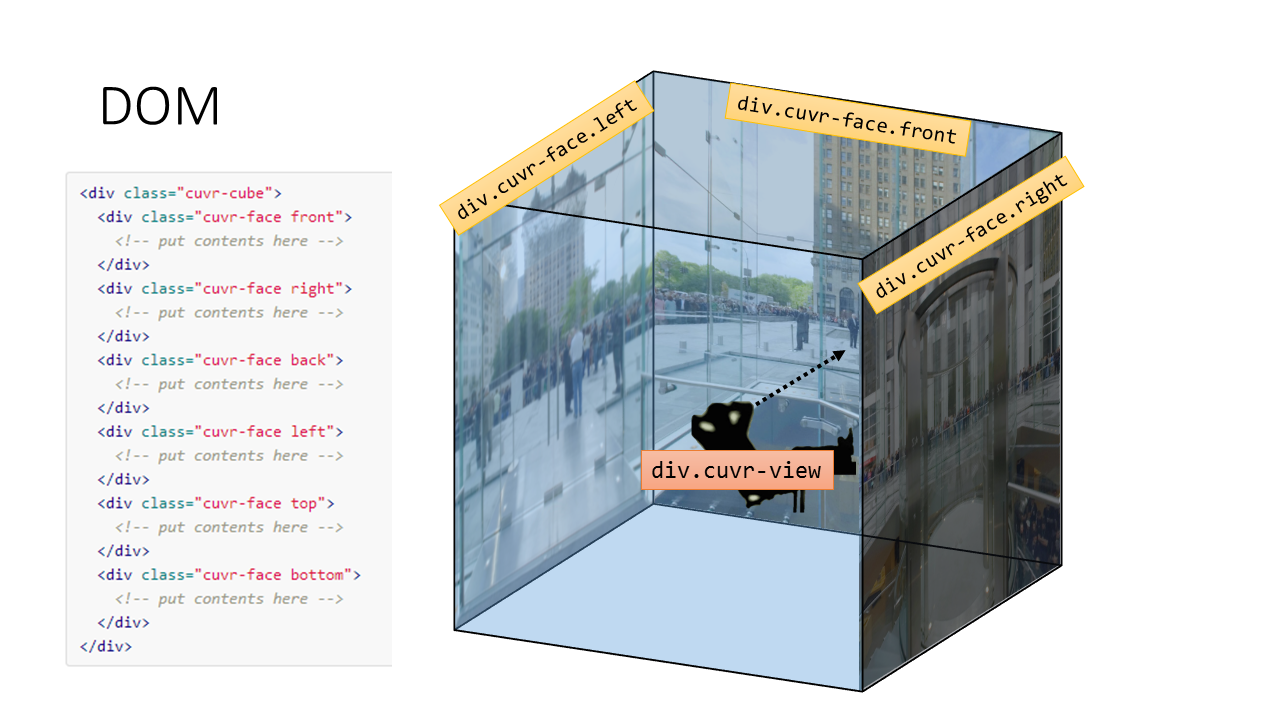 DOM
<div class="cuvr-cube">
<div class="cuvr-face front">
<!-- put contents here -->
</div>
<div class="cuvr-face right">
<!-- put contents here -->
</div>
<div class="cuvr-face back">
<!-- put contents here -->
</div>
<div class="cuvr-face left">
<!-- put contents here -->
</div>
<div class="cuvr-face top">
<!-- put contents here -->
</div>
<div class="cuvr-face bottom">
<!-- put contents here -->
</div>
</div>
div.cuvr-face.left
div.cuvr-face.front
div.cuvr-face.right
div.cuvr-view